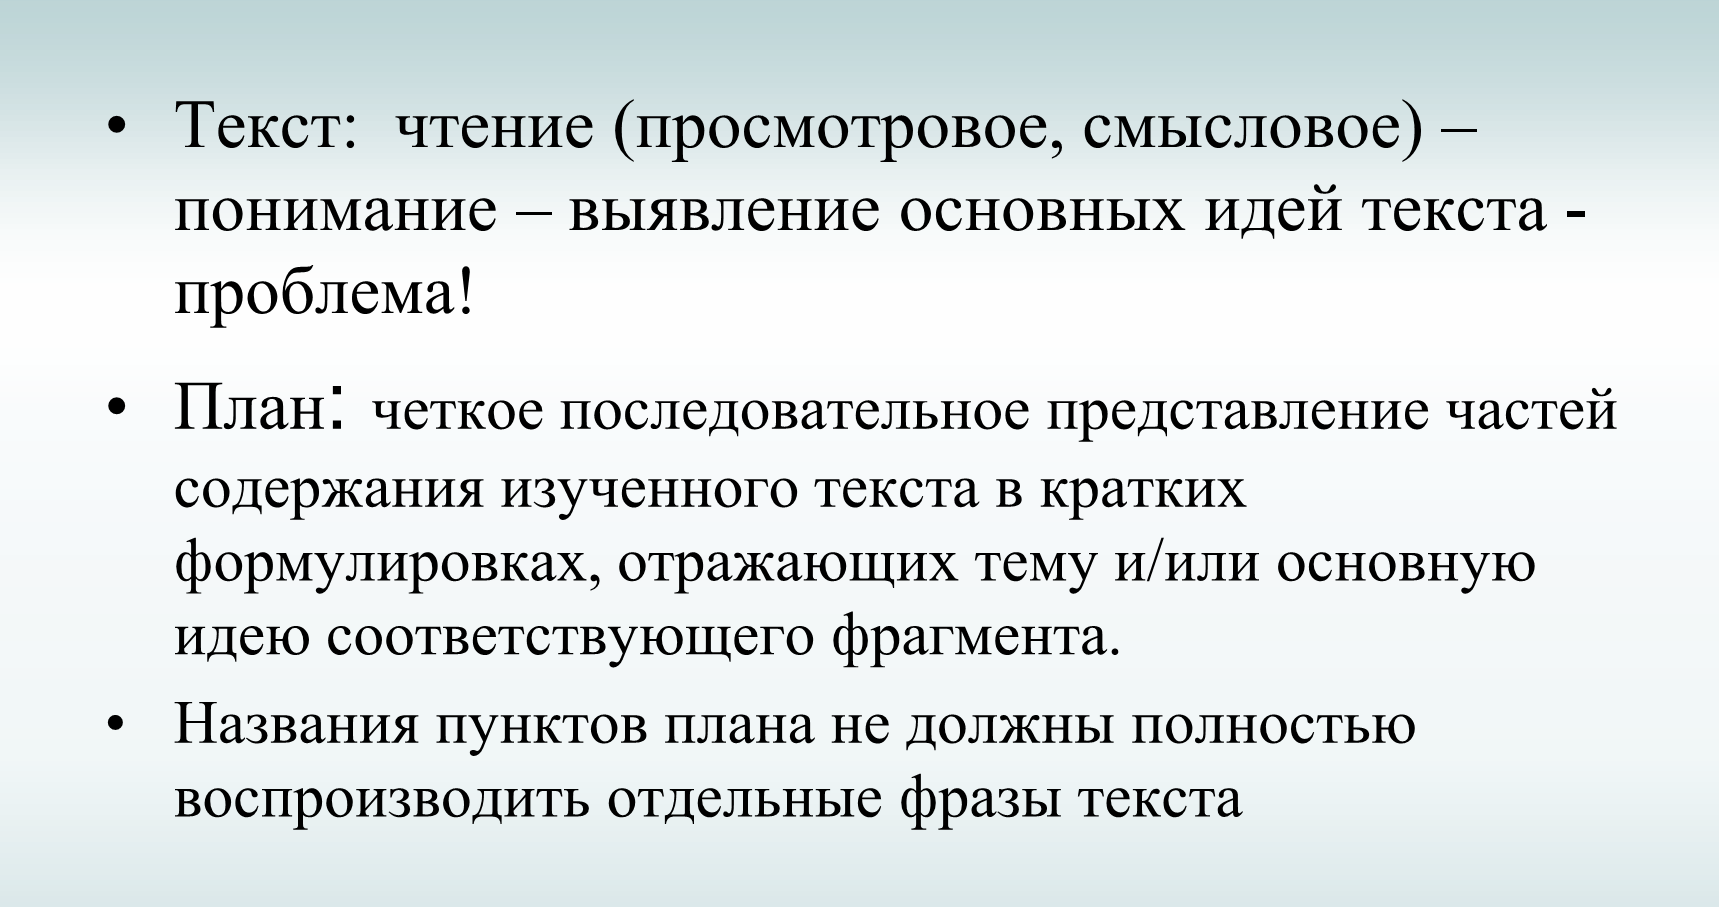 • Текст: чтение (просмотровое, смысловое) –
понимание – выявление основных идей текста -
проблема!
• План: четкое последовательное представление частей
содержания изученного текста в кратких
формулировках, отражающих тему и/или основную
идею соответствующего фрагмента.
• Названия пунктов плана не должны полностью
воспроизводить отдельные фразы текста